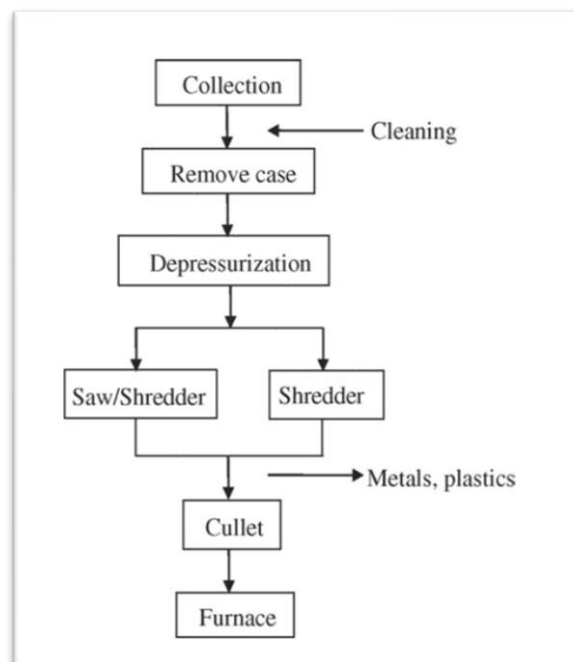 Collection
Cleaning
Remove case
Depressurization
Saw/Shredder
Shredder
Metals, plastics
Cullet
Furnace